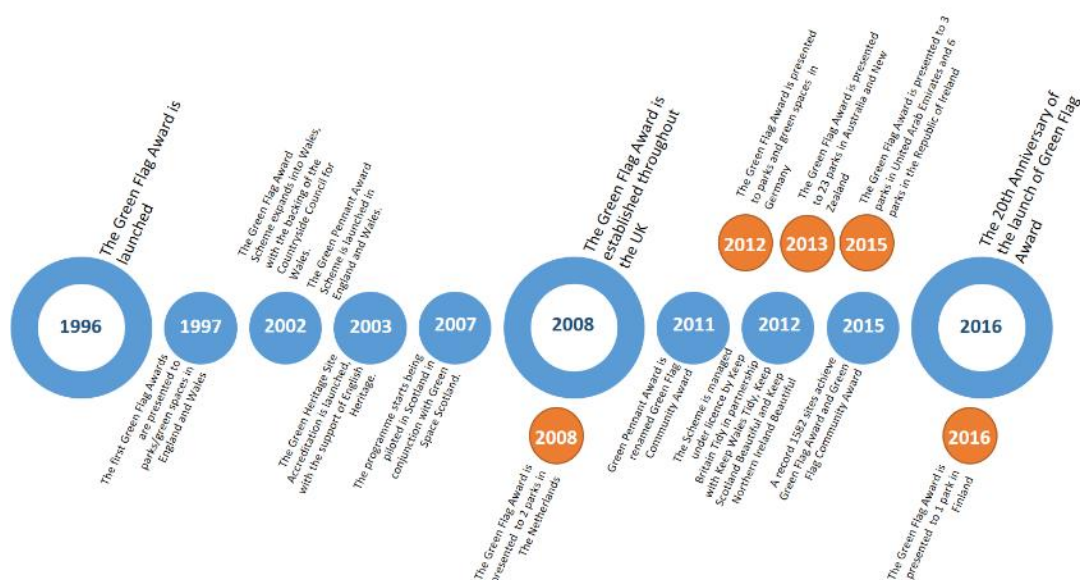 The Green Flag Award is
launched
1996
The first Green Flag Awards
are presented to
parks/green spaces in
England and Wales
1997
The Green Flag Award
Scheme expands into Wales,
with the backing of the
Countryside Council for
Wales.
2002
The Green Pennant Award
Scheme is launched in
England and Wales.
The Green Heritage Site
Accreditation is launched,
with the support of English
Heritage.
2003
The programme starts being
piloted in Scotland in
conjunction with Green
Space Scotland.
2007
The Green Flag Award is
established throughout
the UK
2008
2008
The Green Flag Award is
presented to 2 parks in
The Netherlands
Green Pennant Award is
renamed Green Flag
Community Award
2011
The Scheme is managed
under licence by Keep
Britain Tidy in partnership
with Keep Wales Tidy, Keep
Scotland Beautiful and Keep
Northern Ireland Beautiful
2012
The Green Flag Award is presented
to parks and green spaces in
Germany
2012
The Green Flag Award is presented
to 23 parks in Australia and New
Zealand
2013
The Green Flag Award is presented to 3
parks in United Arab Emirates and 6
parks in the Republic of Ireland
2015
2015
A record 1582 sites achieve
Green Flag Award and Green
Flag Community Award
The 20th Anniversary of
the launch of Green Flag
Award
2016
2016
The Green Flag Award is
presented to 1 park in
Finland